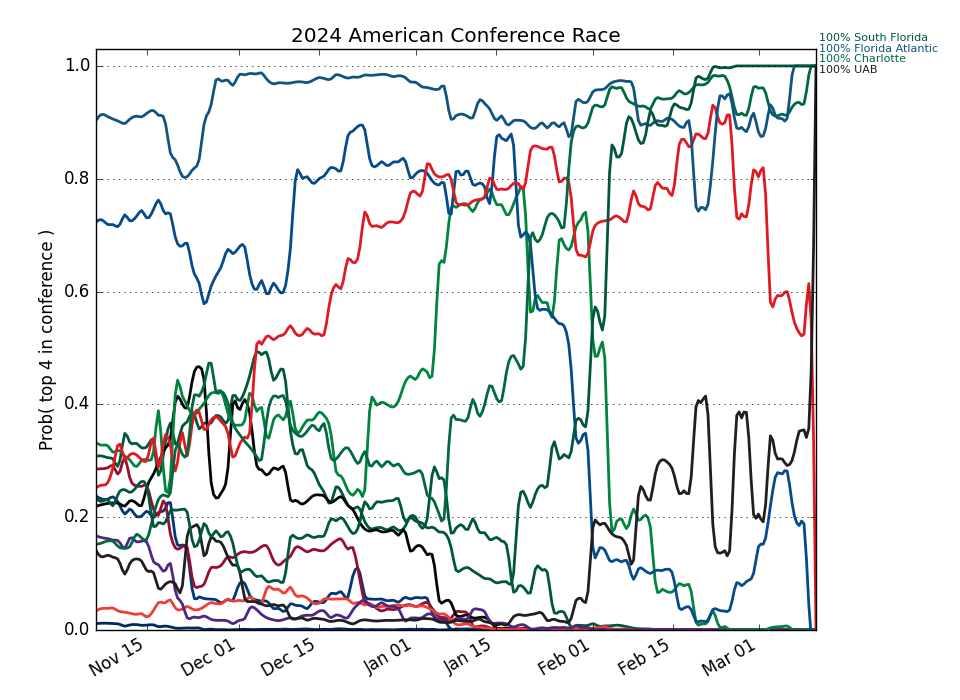 2024 American Conference Race
100% South Florida
100% Florida Atlantic
100% Charlotte
100% UAB
Prob( top 4 in conference )
1.0
0.8
0.6
0.4
0.2
0.0
Nov 15
Dec 01
Dec 15
Jan 01
Jan 15
Feb 01
Feb 15
Mar 01